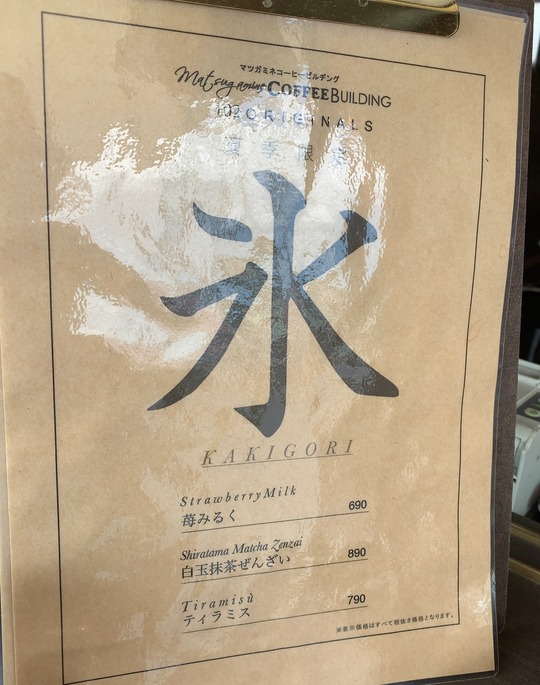 マツガミネコーヒービルヂング
Matsugamine COFFEE BUILDING
102 ORIGINALS
夏季限定
氷
KAKIGORI
Strawberry Milk
苺みるく 690
Shiratama Matcha Zenzai
白玉抹茶ぜんざい 890
Tiramisù
ティラミス 790
※表示価格はすべて税抜き価格となります。